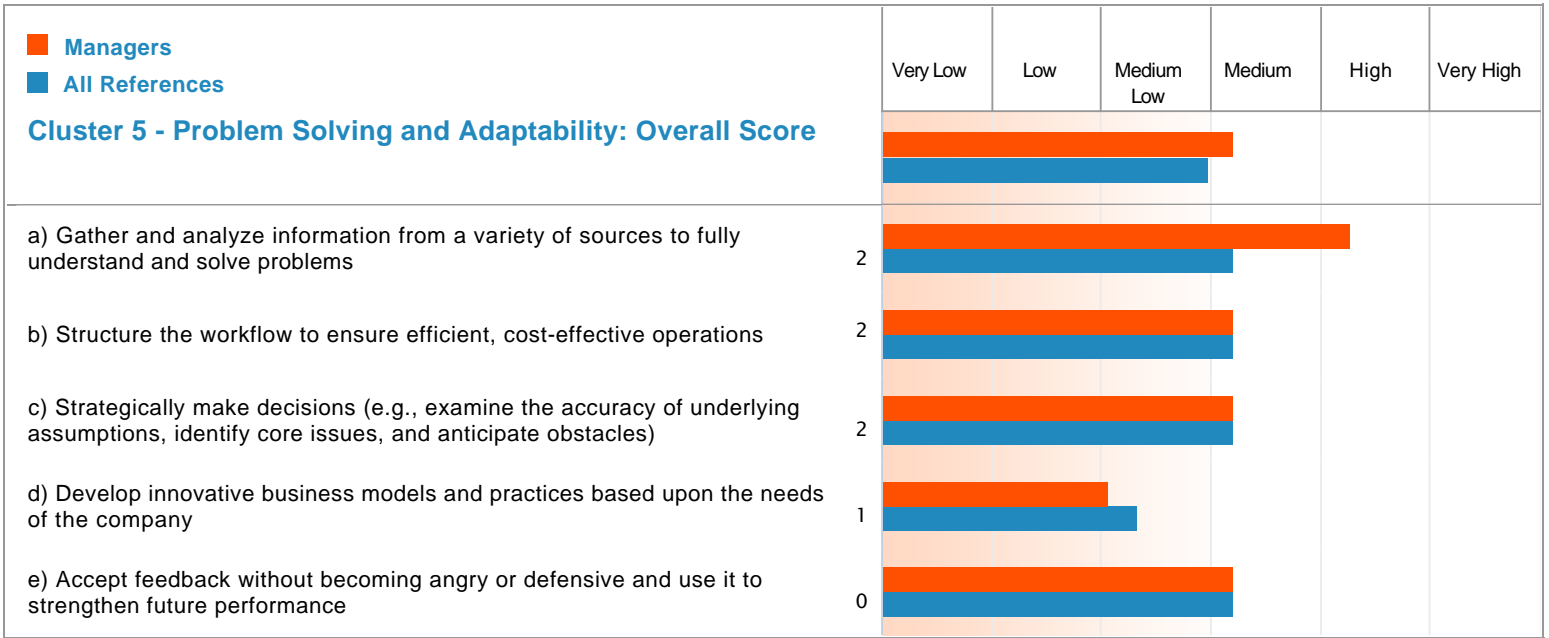 Managers
All References
Cluster 5 - Problem Solving and Adaptability: Overall Score
Very Low
Low
Medium
Low
Medium
High
Very High
a) Gather and analyze information from a variety of sources to fully
understand and solve problems
2
b) Structure the workflow to ensure efficient, cost-effective operations
2
c) Strategically make decisions (e.g., examine the accuracy of underlying
assumptions, identify core issues, and anticipate obstacles)
2
d) Develop innovative business models and practices based upon the needs
of the company
1
e) Accept feedback without becoming angry or defensive and use it to
strengthen future performance
0